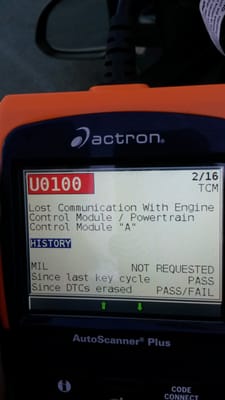 actron®
U0100 2/16
TCM
Lost Communication With Engine
Control Module / Powertrain
Control Module "A"
HISTORY
MIL NOT REQUESTED
Since last key cycle PASS
Since DTCs erased PASS/FAIL
AutoScanner® Plus
CODE
CONNECT